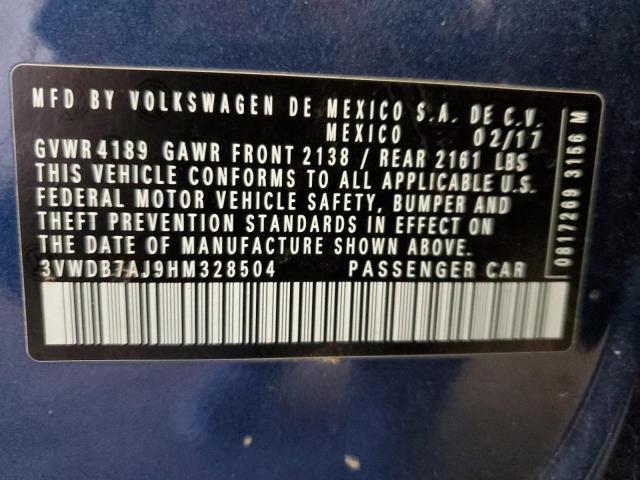 MFD BY VOLKSWAGEN DE MEXICO S.A. DE C.V.
MEXICO 02/17
GVWR 4189 GAWR FRONT 2138 / REAR 2161 LBS
THIS VEHICLE CONFORMS TO ALL APPLICABLE U.S.
FEDERAL MOTOR VEHICLE SAFETY, BUMPER AND
THEFT PREVENTION STANDARDS IN EFFECT ON
THE DATE OF MANUFACTURE SHOWN ABOVE.
3VWDB7AJ9HM328504 PASSENGER CAR
0817269 3156 M